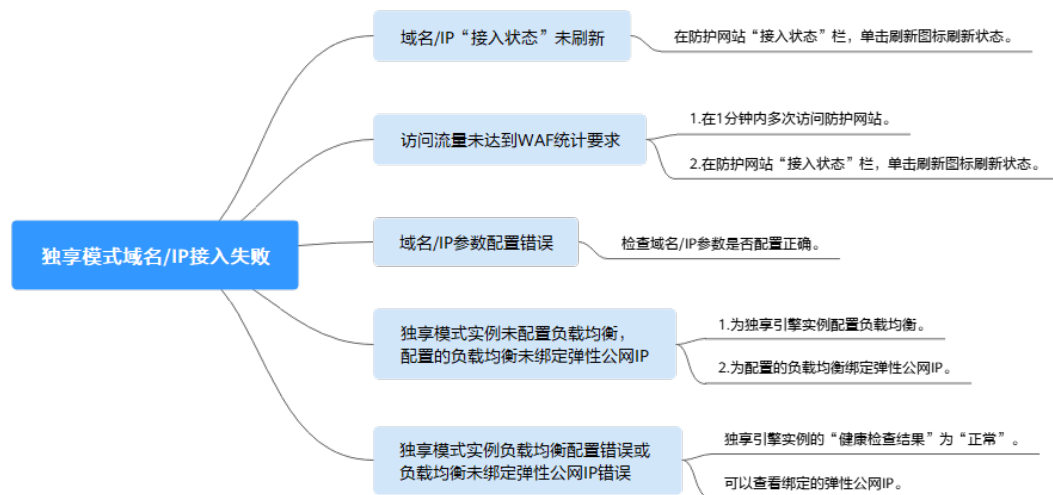 独享模式域名/IP接入失败
域名/IP“接入状态”未刷新
在防护网站“接入状态”栏，单击刷新图标刷新状态。
访问流量未达到WAF统计要求
1.在1分钟内多次访问防护网站。
2.在防护网站“接入状态”栏，单击刷新图标刷新状态。
域名/IP参数配置错误
检查域名/IP参数是否配置正确。
独享模式实例未配置负载均衡，
配置的负载均衡未绑定弹性公网IP
1.为独享引擎实例配置负载均衡。
2.为配置的负载均衡绑定弹性公网IP。
独享模式实例负载均衡配置错误或
负载均衡未绑定弹性公网IP错误
独享引擎实例的“健康检查结果”为“正常”。
可以查看绑定的弹性公网IP。